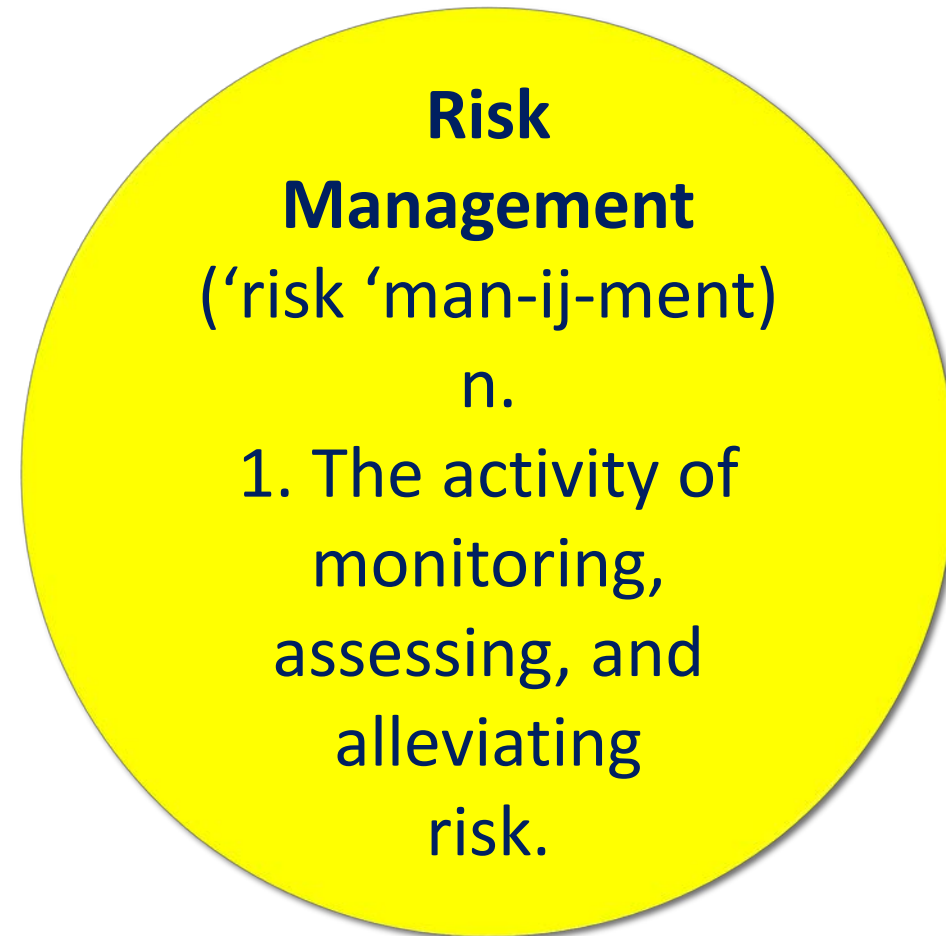 Risk
Management
(‘risk ‘man-ij-ment)
n.
1. The activity of
monitoring,
assessing, and
alleviating
risk.